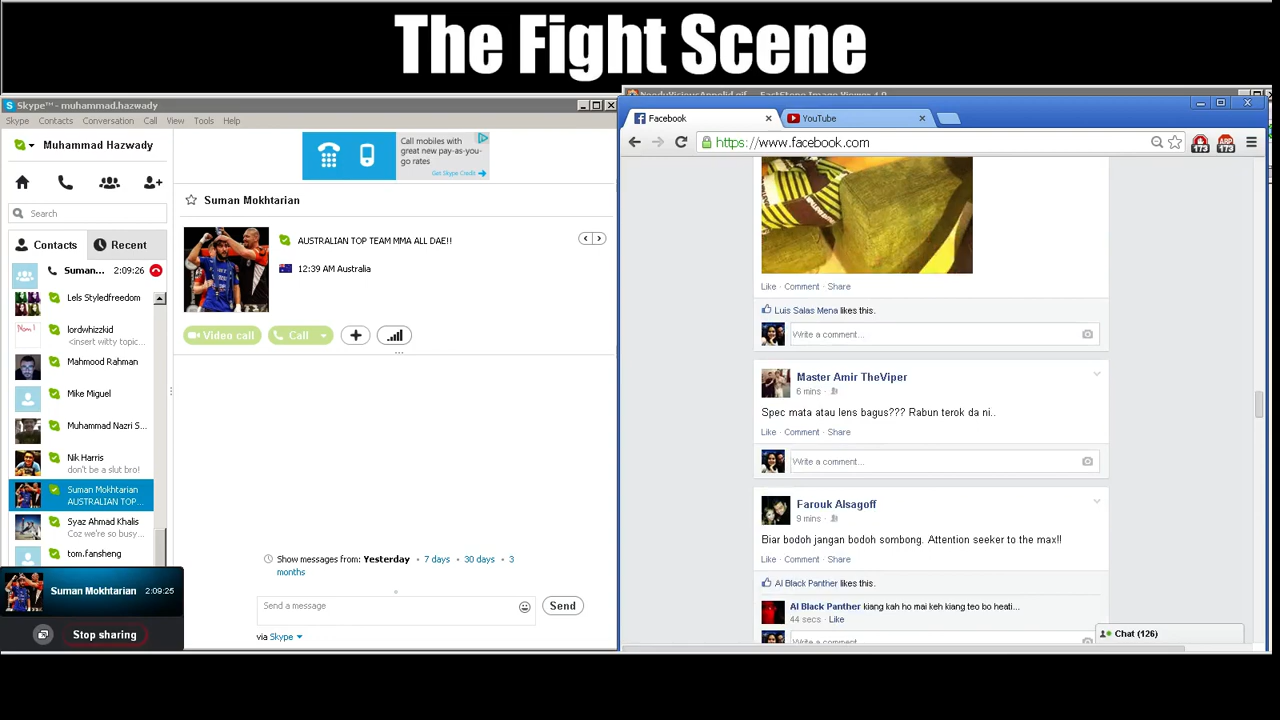 The Fight Scene
Skype™ - muhammad.hazwady
Skype Contacts Conversation Call View Tools Help
Muhammad Hazwady
Search
Contacts Recent
Suman... 2:09:26
Lels Styledfreedom
lordwhizzkid
<insert witty topic...
Mahmood Rahman
Mike Miguel
Muhammad Nazri S...
Nik Harris
don't be a slut bro!
Suman Mokhtarian
AUSTRALIAN TOP...
Syaz Ahmad Khalis
Coz we're so busy...
tom.fansheng
Suman Mokhtarian 2:09:25
Stop sharing
Call mobiles with
great new pay-as-you-
go rates
Get Skype Credit
Suman Mokhtarian
AUSTRALIAN TOP TEAM MMA ALL DAE!!
12:39 AM Australia
Video call Call
Show messages from: Yesterday • 7 days • 30 days • 3
months
Send a message
Send
via Skype
Facebook YouTube
https://www.facebook.com
173 ABP 173
Like · Comment · Share
Luis Salas Mena likes this.
Write a comment...
Master Amir TheViper
6 mins ·
Spec mata atau lens bagus??? Rabun terok da ni..
Like · Comment · Share
Write a comment...
Farouk Alsagoff
9 mins ·
Biar bodoh jangan bodoh sombong. Attention seeker to the max!!
Like · Comment · Share
Al Black Panther likes this.
Al Black Panther kiang kah ho mai keh kiang teo bo heati...
44 secs · Like
Write a comment...
Chat (126)